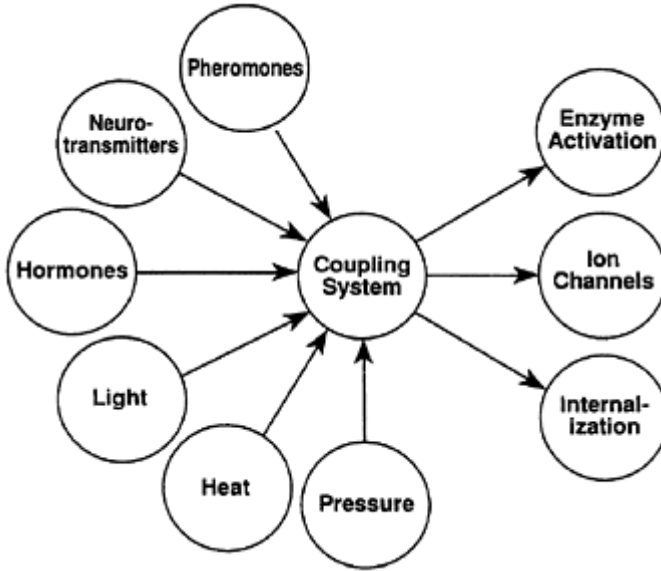 Pheromones
Neuro-
transmitters
Hormones
Light
Heat
Pressure
Coupling
System
Enzyme
Activation
Ion
Channels
Internal-
ization